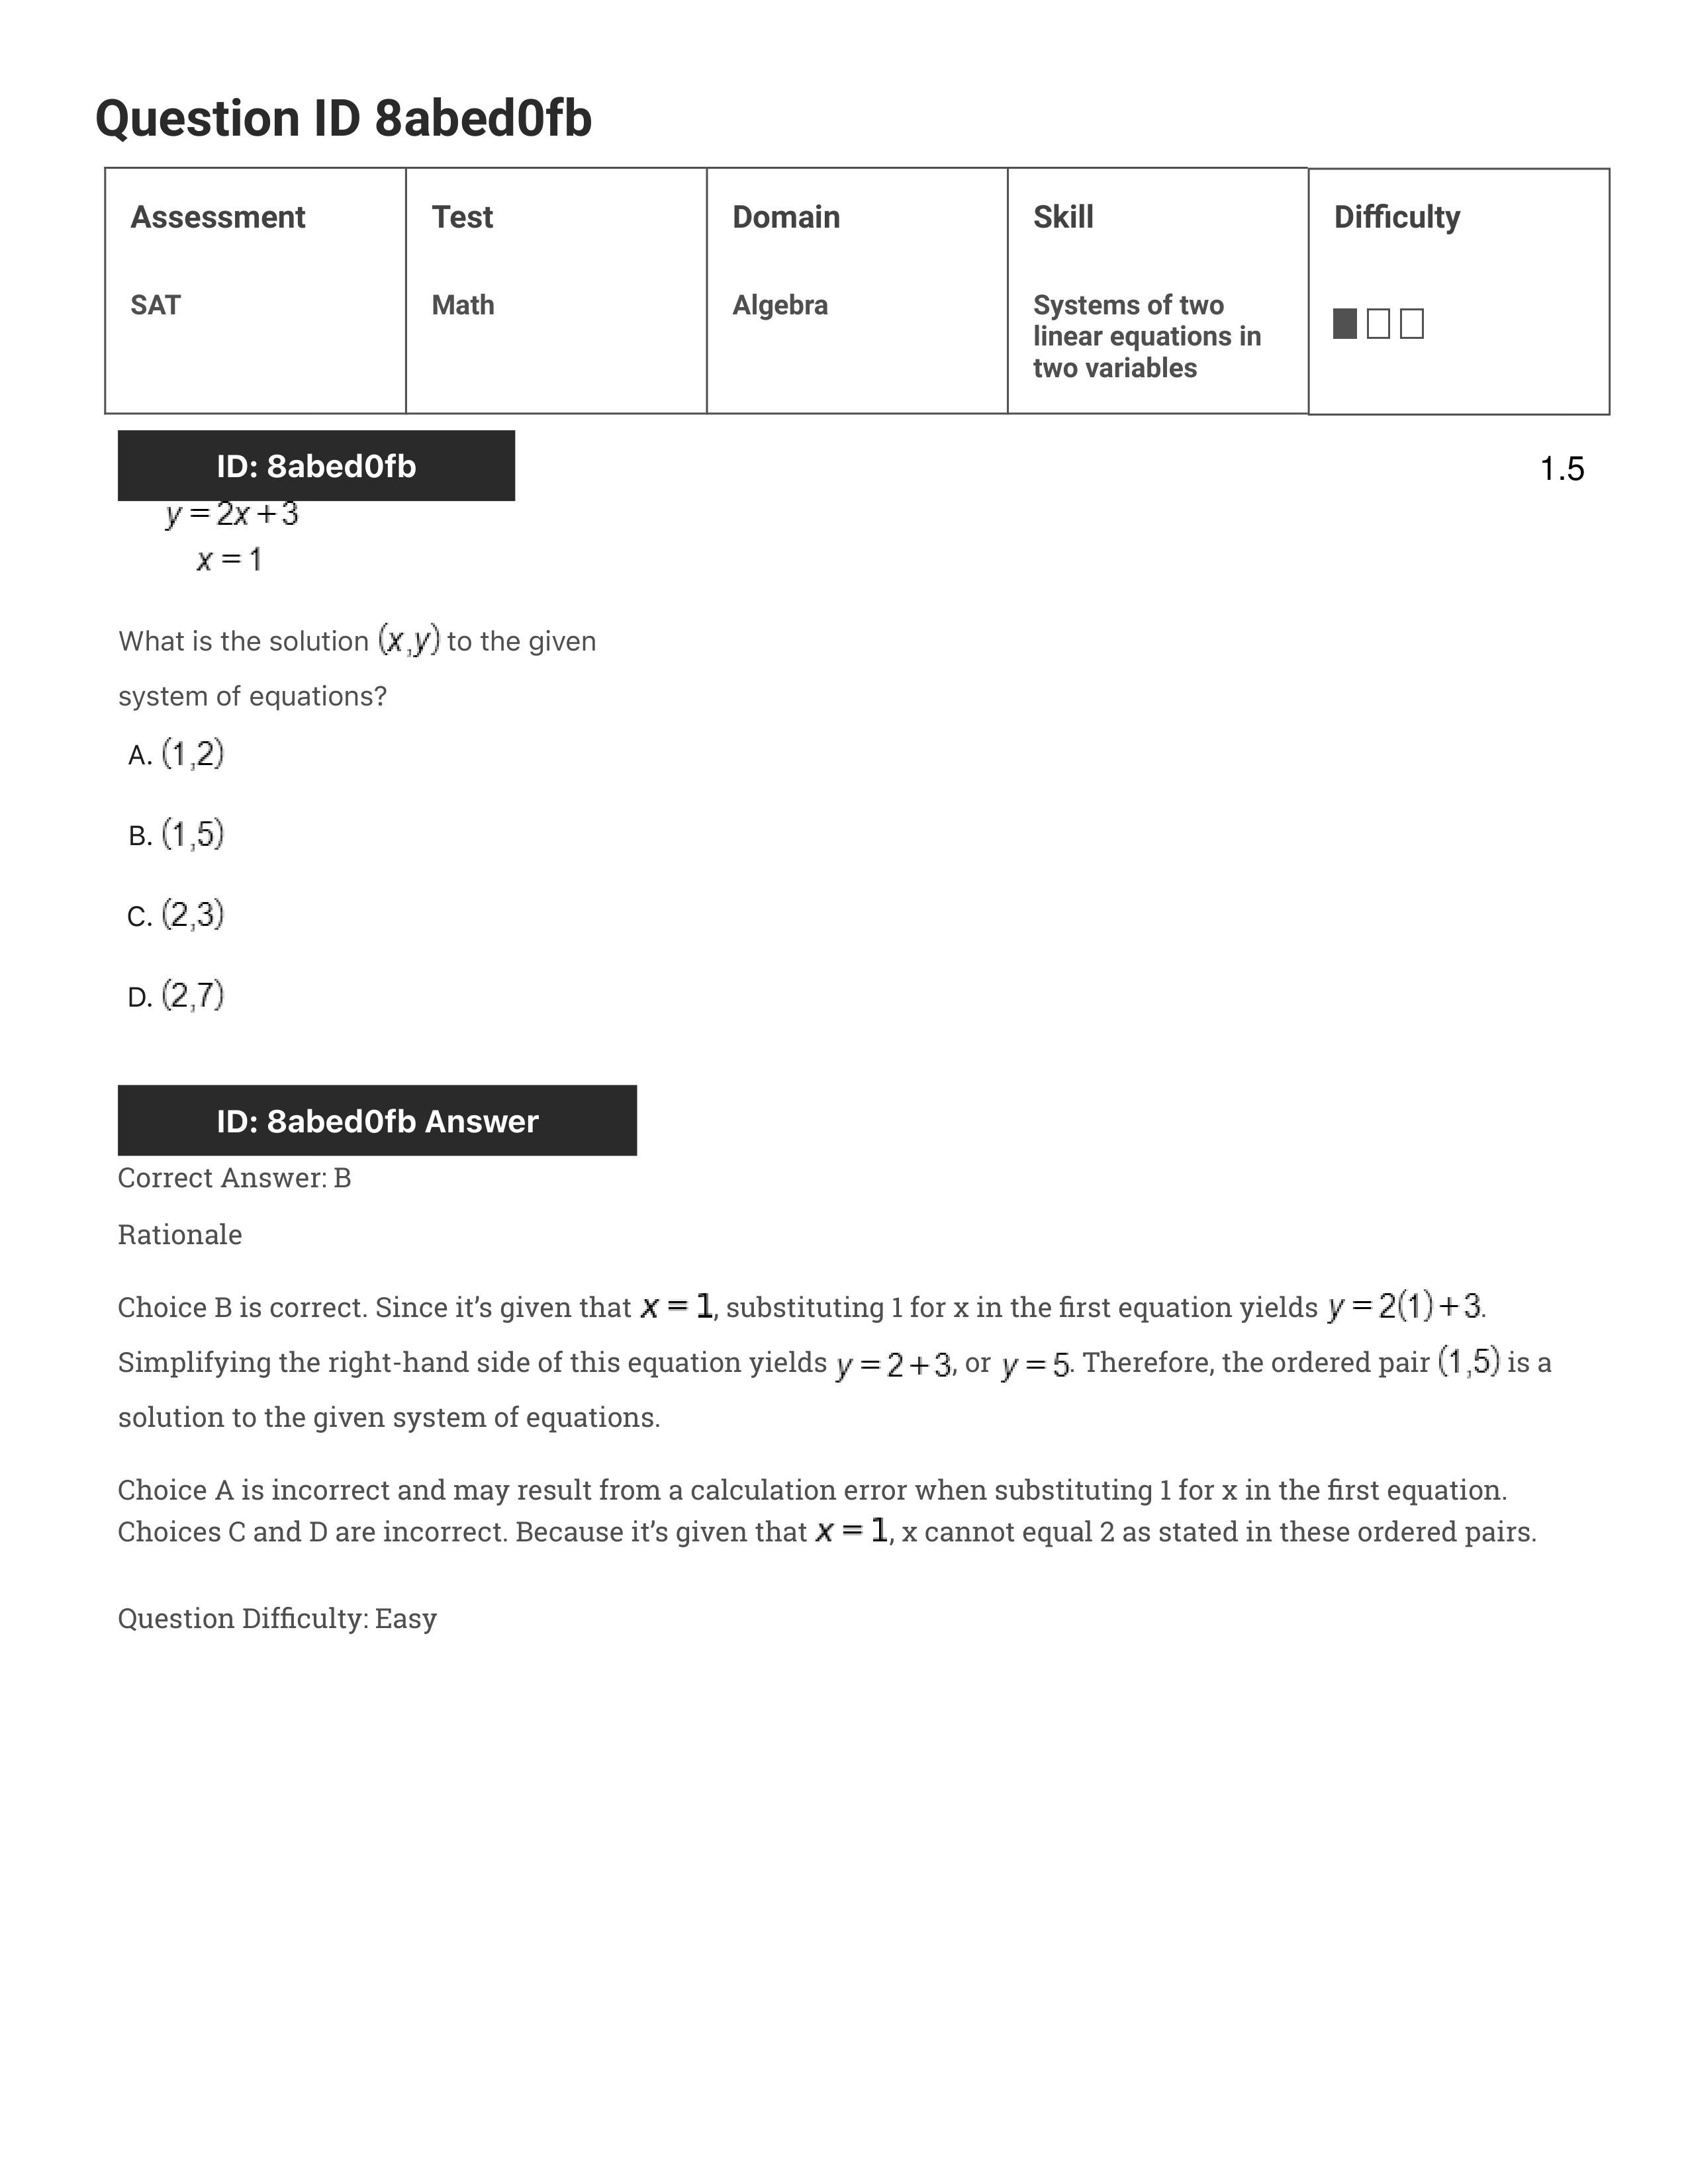 Question ID 8abed0fb
Assessment
Test
Domain
Skill
Difficulty
SAT
Math
Algebra
Systems of two
linear equations in
two variables
ID: 8abed0fb
1.5
y = 2x + 3
x = 1
What is the solution (x,y) to the given
system of equations?
A. (1,2)
B. (1,5)
C. (2,3)
D. (2,7)
ID: 8abed0fb Answer
Correct Answer: B
Rationale
Choice B is correct. Since it’s given that x = 1, substituting 1 for x in the first equation yields y = 2(1) + 3.
Simplifying the right-hand side of this equation yields y = 2 + 3, or y = 5. Therefore, the ordered pair (1,5) is a
solution to the given system of equations.
Choice A is incorrect and may result from a calculation error when substituting 1 for x in the first equation.
Choices C and D are incorrect. Because it’s given that x = 1, x cannot equal 2 as stated in these ordered pairs.
Question Difficulty: Easy